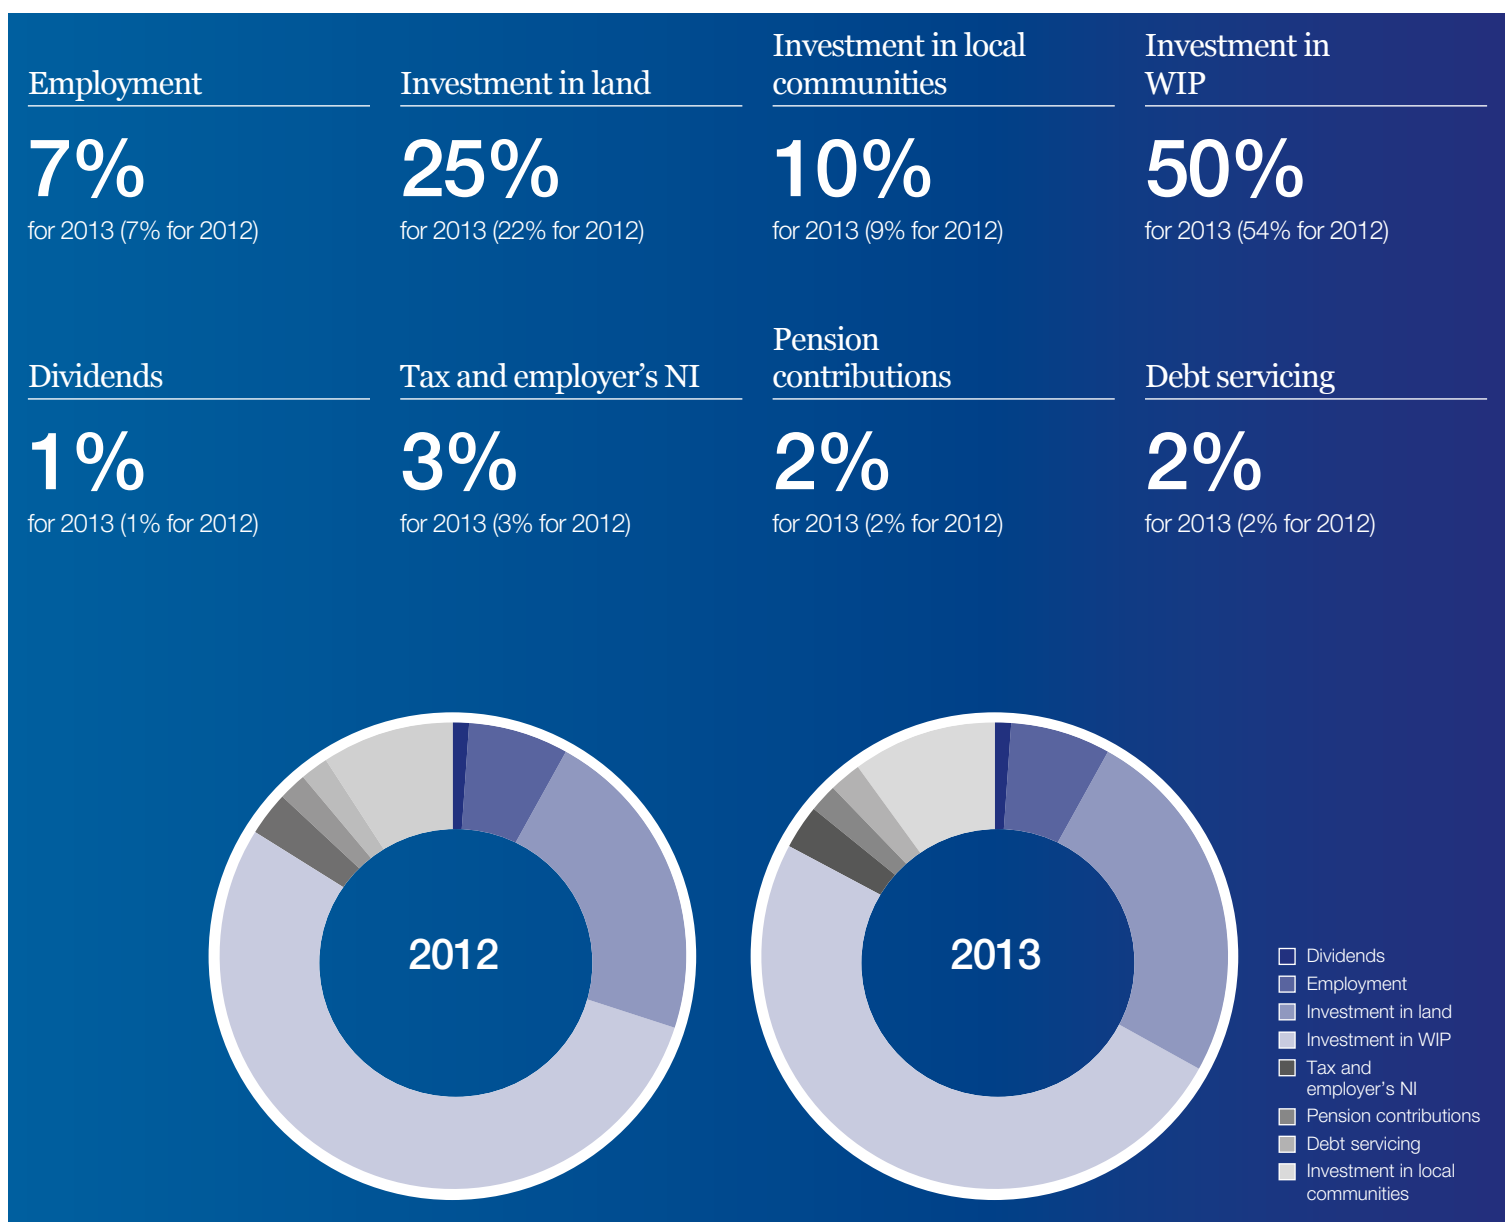 Employment
7%
for 2013 (7% for 2012)
Investment in land
25%
for 2013 (22% for 2012)
Investment in local
communities
10%
for 2013 (9% for 2012)
Investment in
WIP
50%
for 2013 (54% for 2012)
Dividends
1%
for 2013 (1% for 2012)
Tax and employer’s NI
3%
for 2013 (3% for 2012)
Pension
contributions
2%
for 2013 (2% for 2012)
Debt servicing
2%
for 2013 (2% for 2012)
2012
2013
Dividends
Employment
Investment in land
Investment in WIP
Tax and
employer’s NI
Pension contributions
Debt servicing
Investment in local
communities